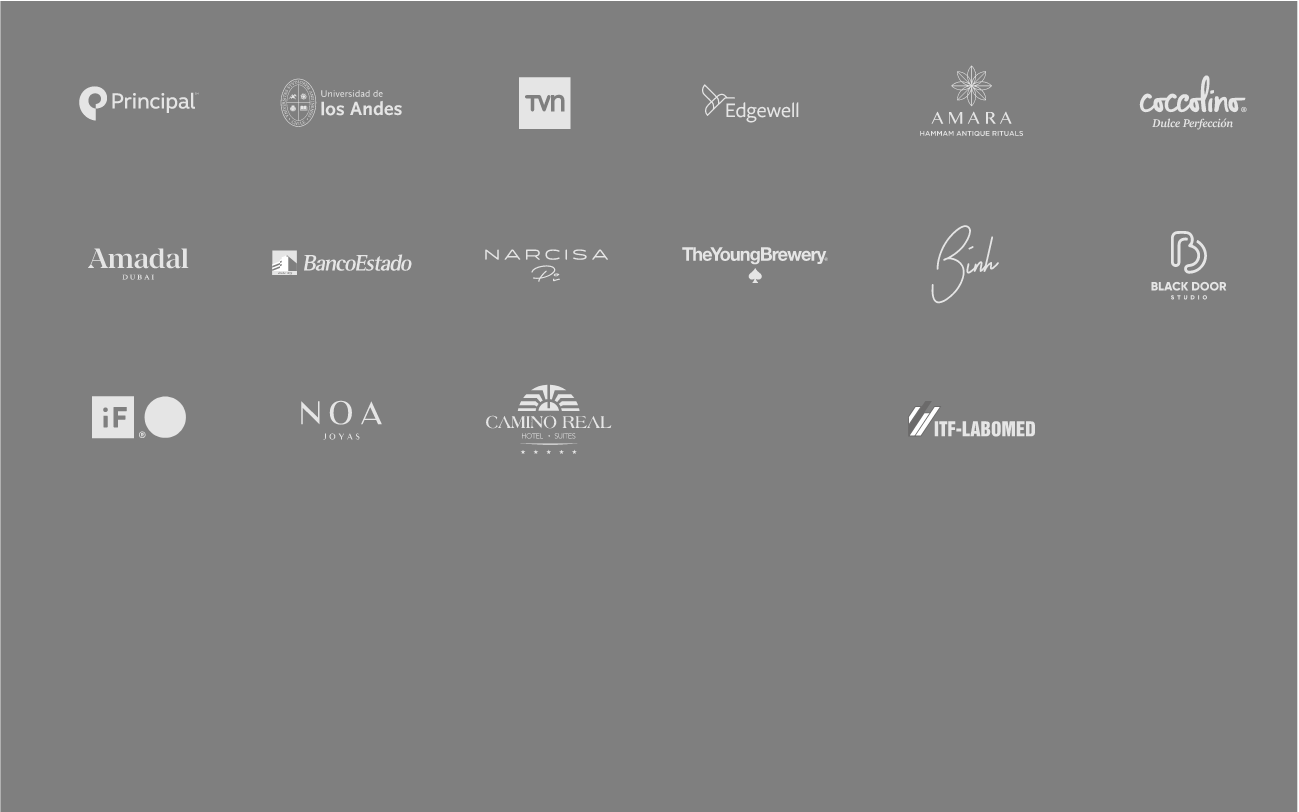 Principal™
Universidad de
los Andes
TVN
Edgewell
AMARA
HAMMAM ANTIQUE RITUALS
coccolino®
Dulce Perfección
Amadal
DUBAI
BancoEstado
NARCISA
TheYoungBrewery®
Binh
BLACK DOOR
STUDIO
iF®
NOA
JOYAS
CAMINO REAL
HOTEL • SUITES
ITF-LABOMED